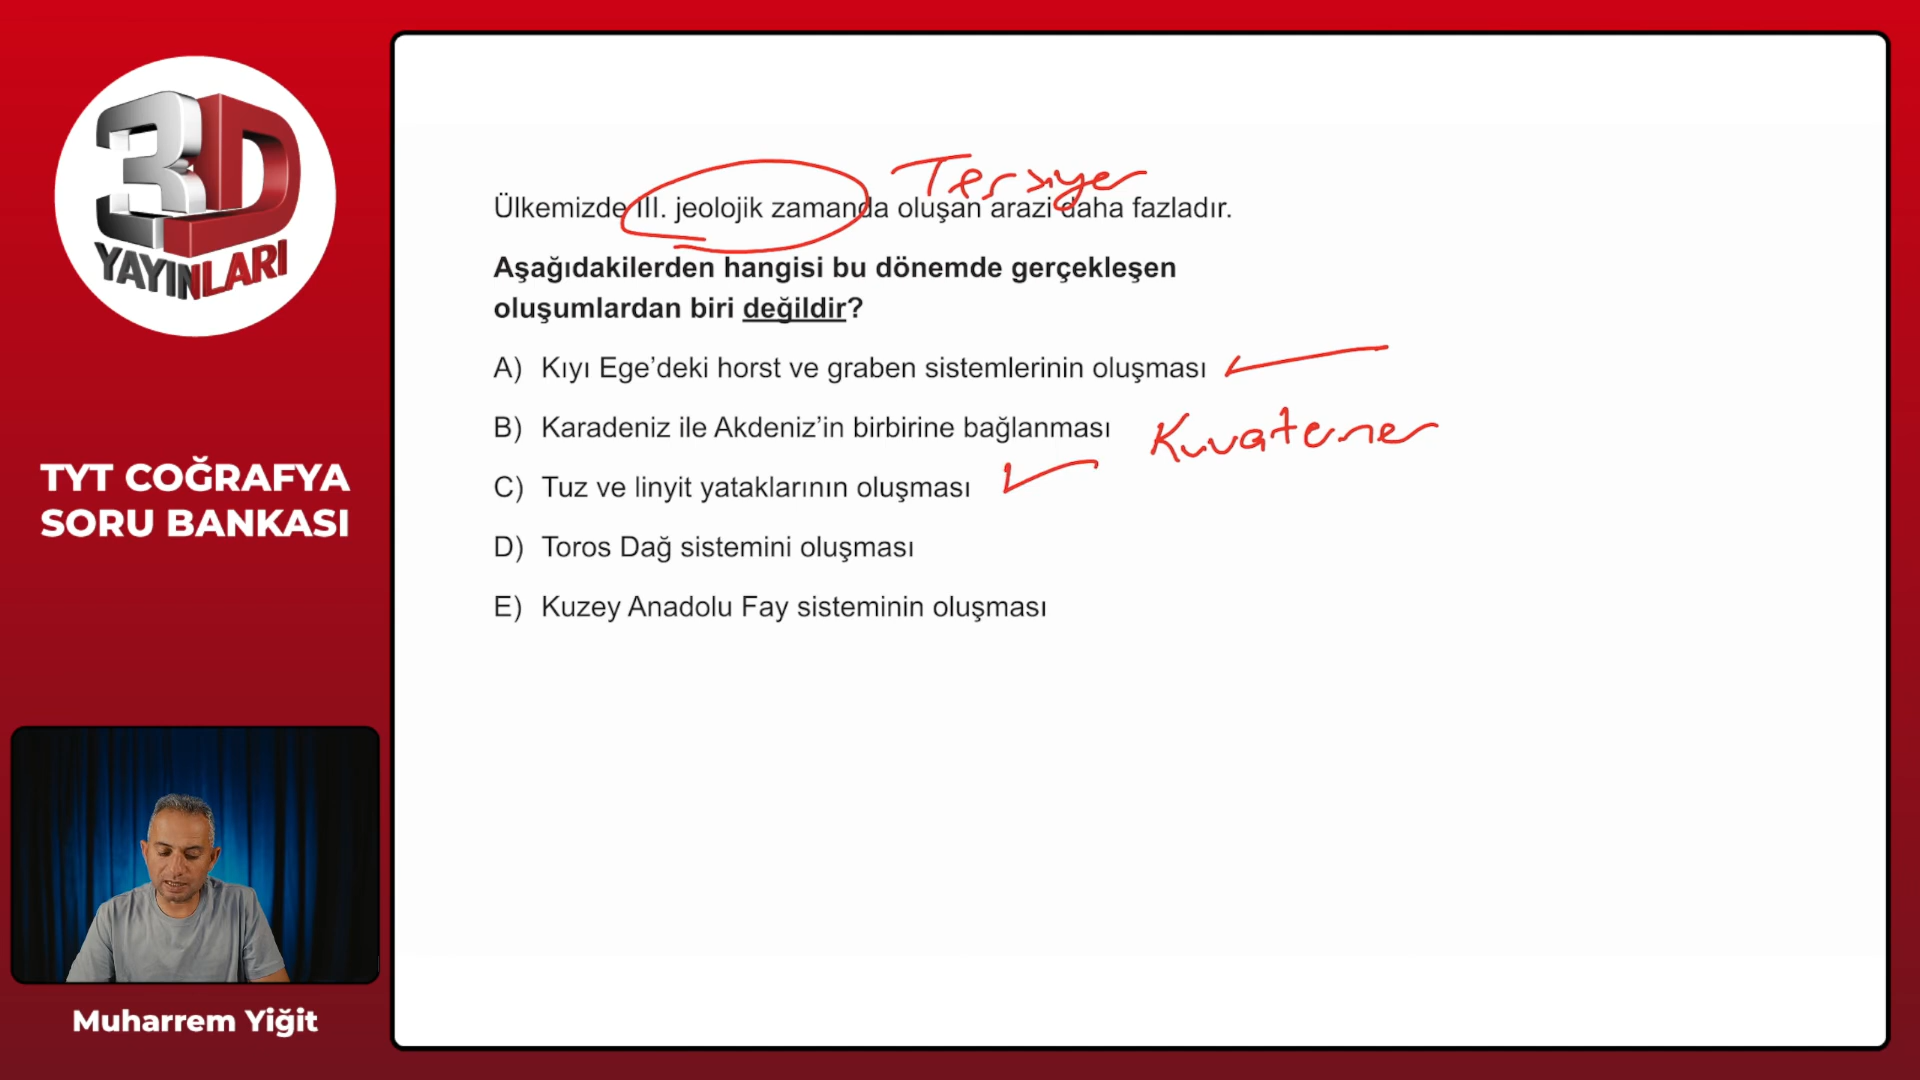 3D
YAYINLARI
TYT COĞRAFYA
SORU BANKASI
Muharrem Yiğit
Tersiyer
Ülkemizde III. jeolojik zamanda oluşan arazi daha fazladır.
Aşağıdakilerden hangisi bu dönemde gerçekleşen
oluşumlardan biri değildir?
A) Kıyı Ege’deki horst ve graben sistemlerinin oluşması
B) Karadeniz ile Akdeniz’in birbirine bağlanması Kuvaterner
C) Tuz ve linyit yataklarının oluşması
D) Toros Dağ sistemini oluşması
E) Kuzey Anadolu Fay sisteminin oluşması